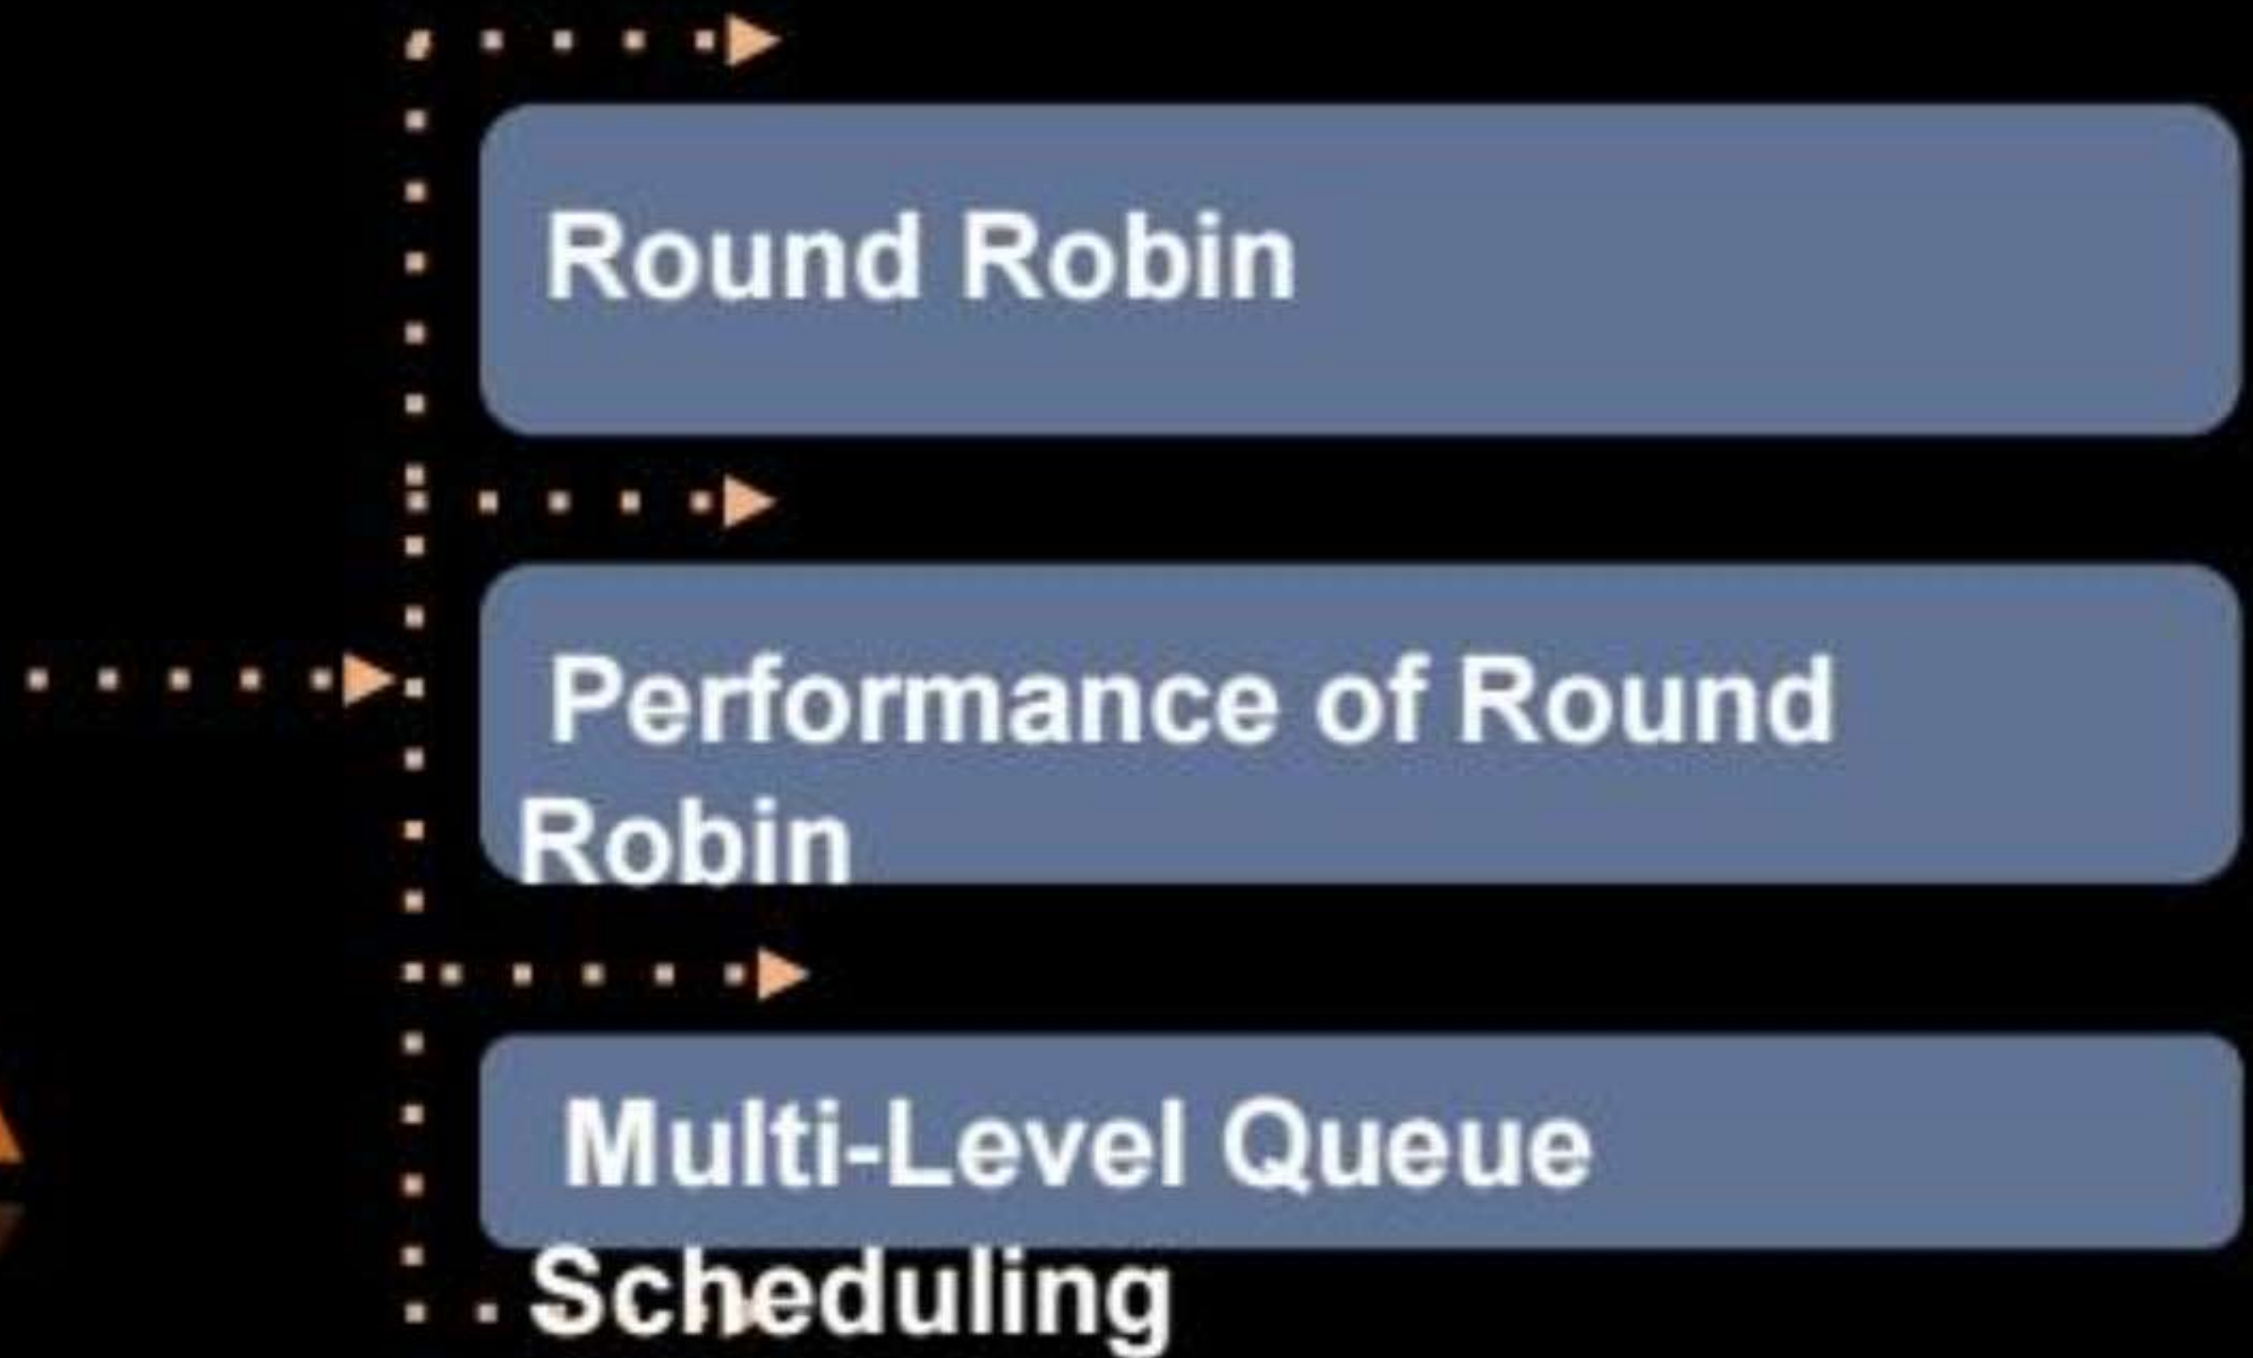 Round Robin
Performance of Round
Robin
Multi-Level Queue
Scheduling